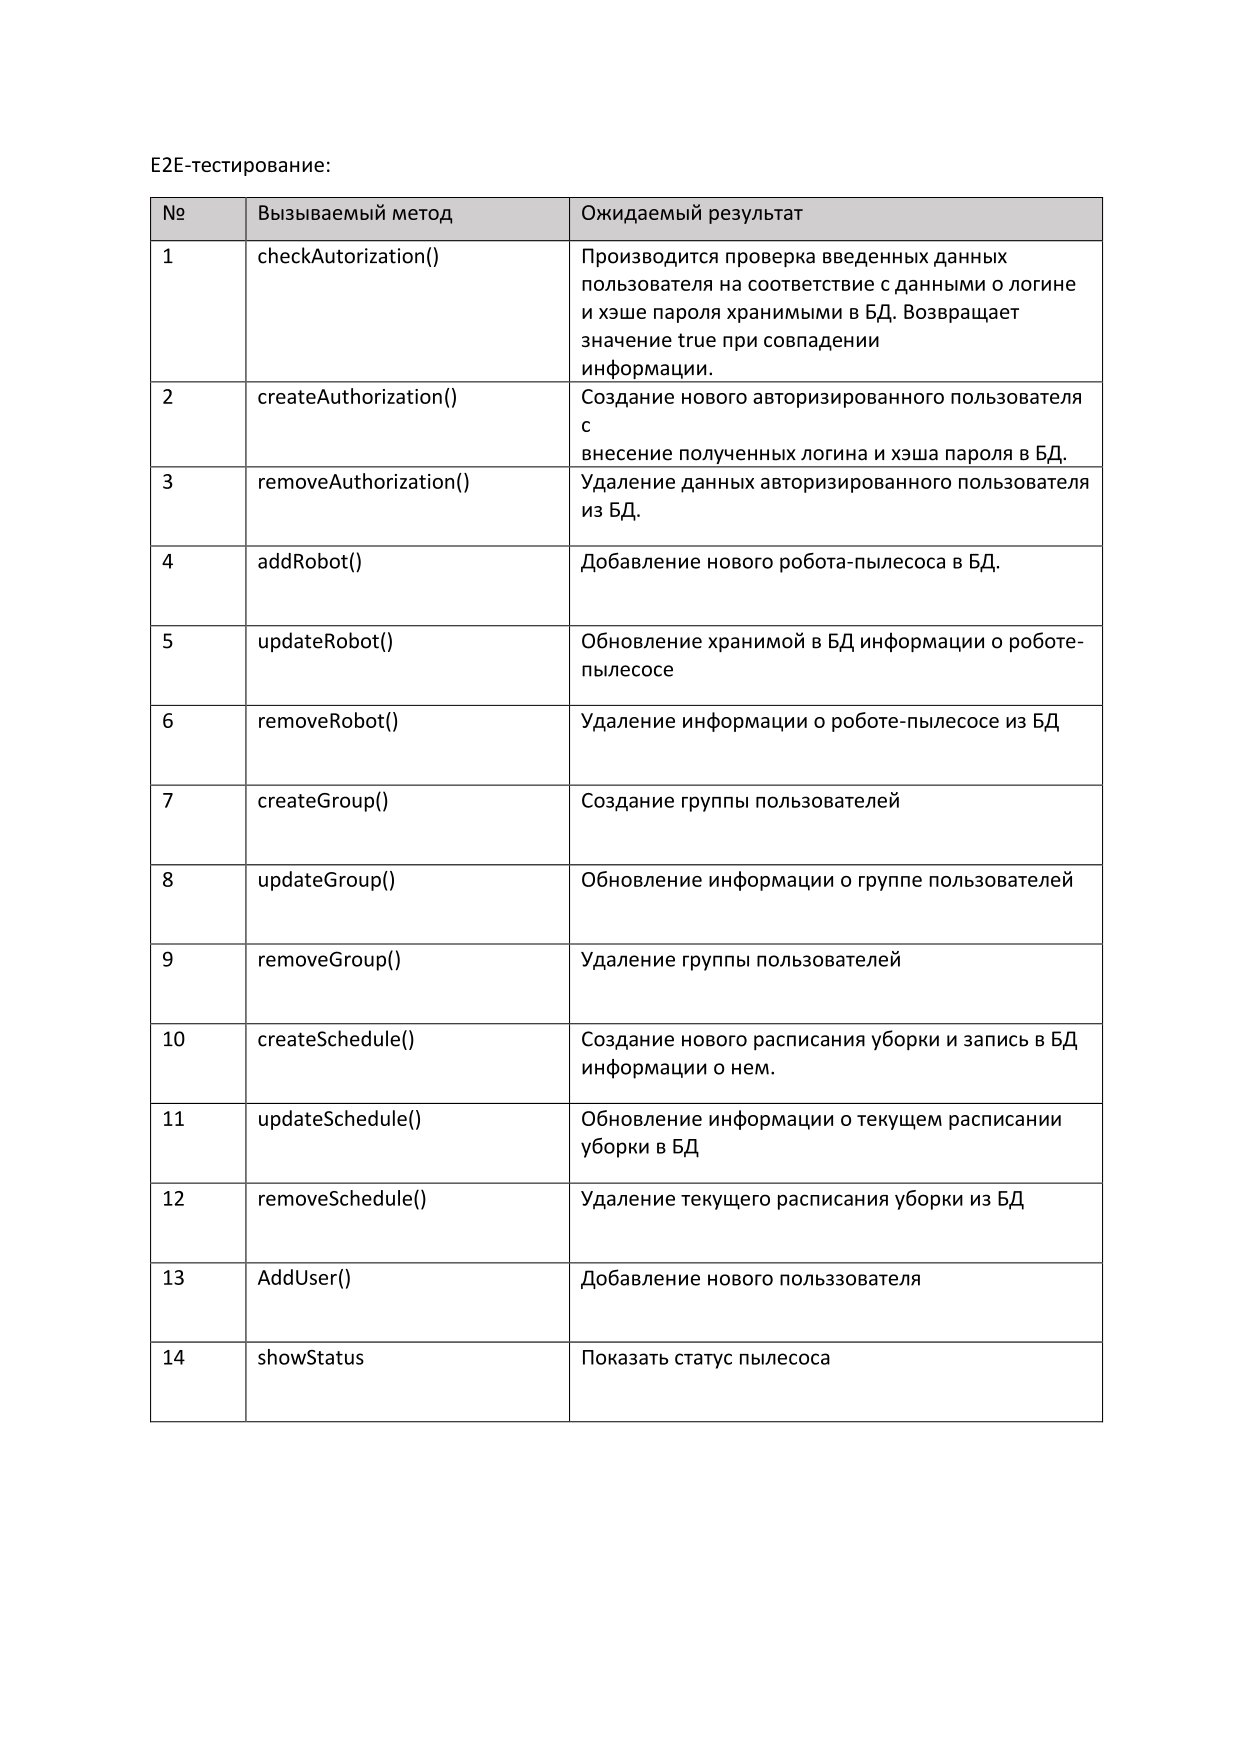 E2E-тестирование:
№ Вызываемый метод Ожидаемый результат
1 checkAutorization() Производится проверка введенных данных
пользователя на соответствие с данными о логине
и хэше пароля хранимыми в БД. Возвращает
значение true при совпадении
информации.
2 createAuthorization() Создание нового авторизированного пользователя
с
внесение полученных логина и хэша пароля в БД.
3 removeAuthorization() Удаление данных авторизированного пользователя
из БД.
4 addRobot() Добавление нового робота-пылесоса в БД.
5 updateRobot() Обновление хранимой в БД информации о роботе-
пылесосе
6 removeRobot() Удаление информации о роботе-пылесосе из БД
7 createGroup() Создание группы пользователей
8 updateGroup() Обновление информации о группе пользователей
9 removeGroup() Удаление группы пользователей
10 createSchedule() Создание нового расписания уборки и запись в БД
информации о нем.
11 updateSchedule() Обновление информации о текущем расписании
уборки в БД
12 removeSchedule() Удаление текущего расписания уборки из БД
13 AddUser() Добавление нового польззователя
14 showStatus Показать статус пылесоса